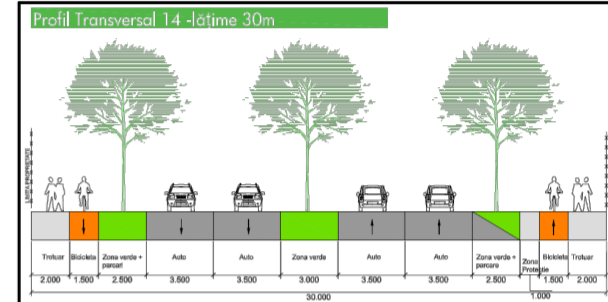 Profil Transversal 14 -lățime 30m
LIMITA PROPRIETATE
Trotuar Biciclete Zona verde + parcari Auto Auto Zona verde Auto Auto Zona verde + parcare Zona Protectie Biciclete Trotuar
2.000 1.500 2.500 3.500 3.500 3.000 3.500 3.500 2.500 1.500 2.000
30.000 1.000